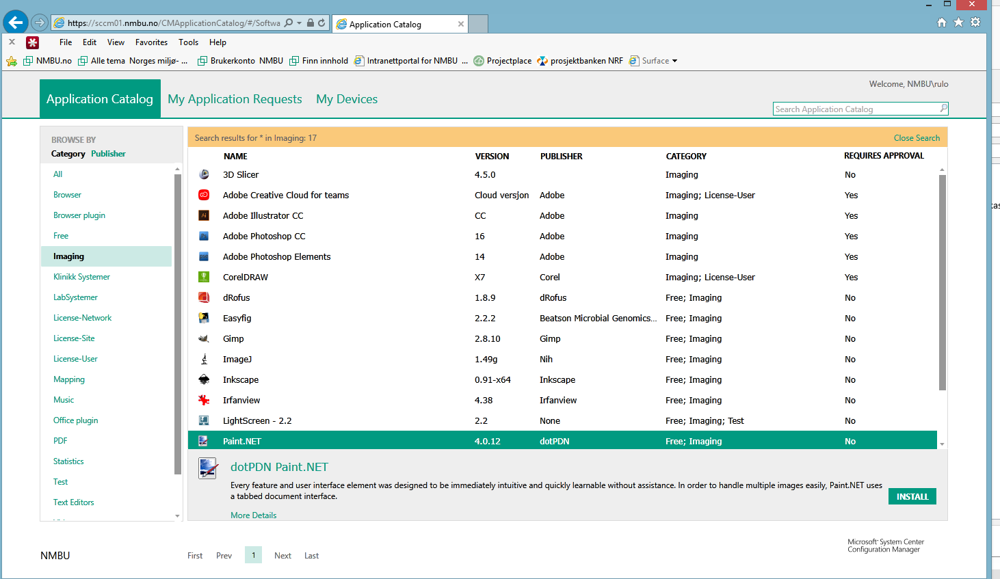 https://sccm01.nmbu.no/CMApplicationCatalog/#/Softwa
Application Catalog
File Edit View Favorites Tools Help
NMBU.no Alle tema Norges miljø- ... Brukerkonto NMBU Finn innhold Intranettportal for NMBU ... Projectplace prosjektbanken NRF Surface
Welcome, NMBU\rulo
Application Catalog My Application Requests My Devices
Search Application Catalog
BROWSE BY
Category Publisher
All
Browser
Browser plugin
Free
Imaging
Klinikk Systemer
LabSystemer
License-Network
License-Site
License-User
Mapping
Music
Office plugin
PDF
Statistics
Test
Text Editors
Search results for * in Imaging: 17 Close Search
NAME VERSION PUBLISHER CATEGORY REQUIRES APPROVAL
3D Slicer 4.5.0 Imaging No
Adobe Creative Cloud for teams Cloud versjon Adobe Imaging; License-User Yes
Ai Adobe Illustrator CC CC Adobe Imaging Yes
Adobe Photoshop CC 16 Adobe Imaging Yes
Adobe Photoshop Elements 14 Adobe Imaging Yes
CorelDRAW X7 Corel Imaging; License-User Yes
dRofus 1.8.9 dRofus Free; Imaging No
Easyfig 2.2.2 Beatson Microbial Genomics... Free; Imaging No
Gimp 2.8.10 Gimp Free; Imaging No
ImageJ 1.49g Nih Free; Imaging No
Inkscape 0.91-x64 Inkscape Free; Imaging No
Irfanview 4.38 Irfanview Free; Imaging No
LightScreen - 2.2 2.2 None Free; Imaging; Test No
Paint.NET 4.0.12 dotPDN Free; Imaging No
dotPDN Paint.NET
Every feature and user interface element was designed to be immediately intuitive and quickly learnable without assistance. In order to handle multiple images easily, Paint.NET uses
a tabbed document interface.
INSTALL
More Details
NMBU
First Prev 1 Next Last
Microsoft® System Center
Configuration Manager